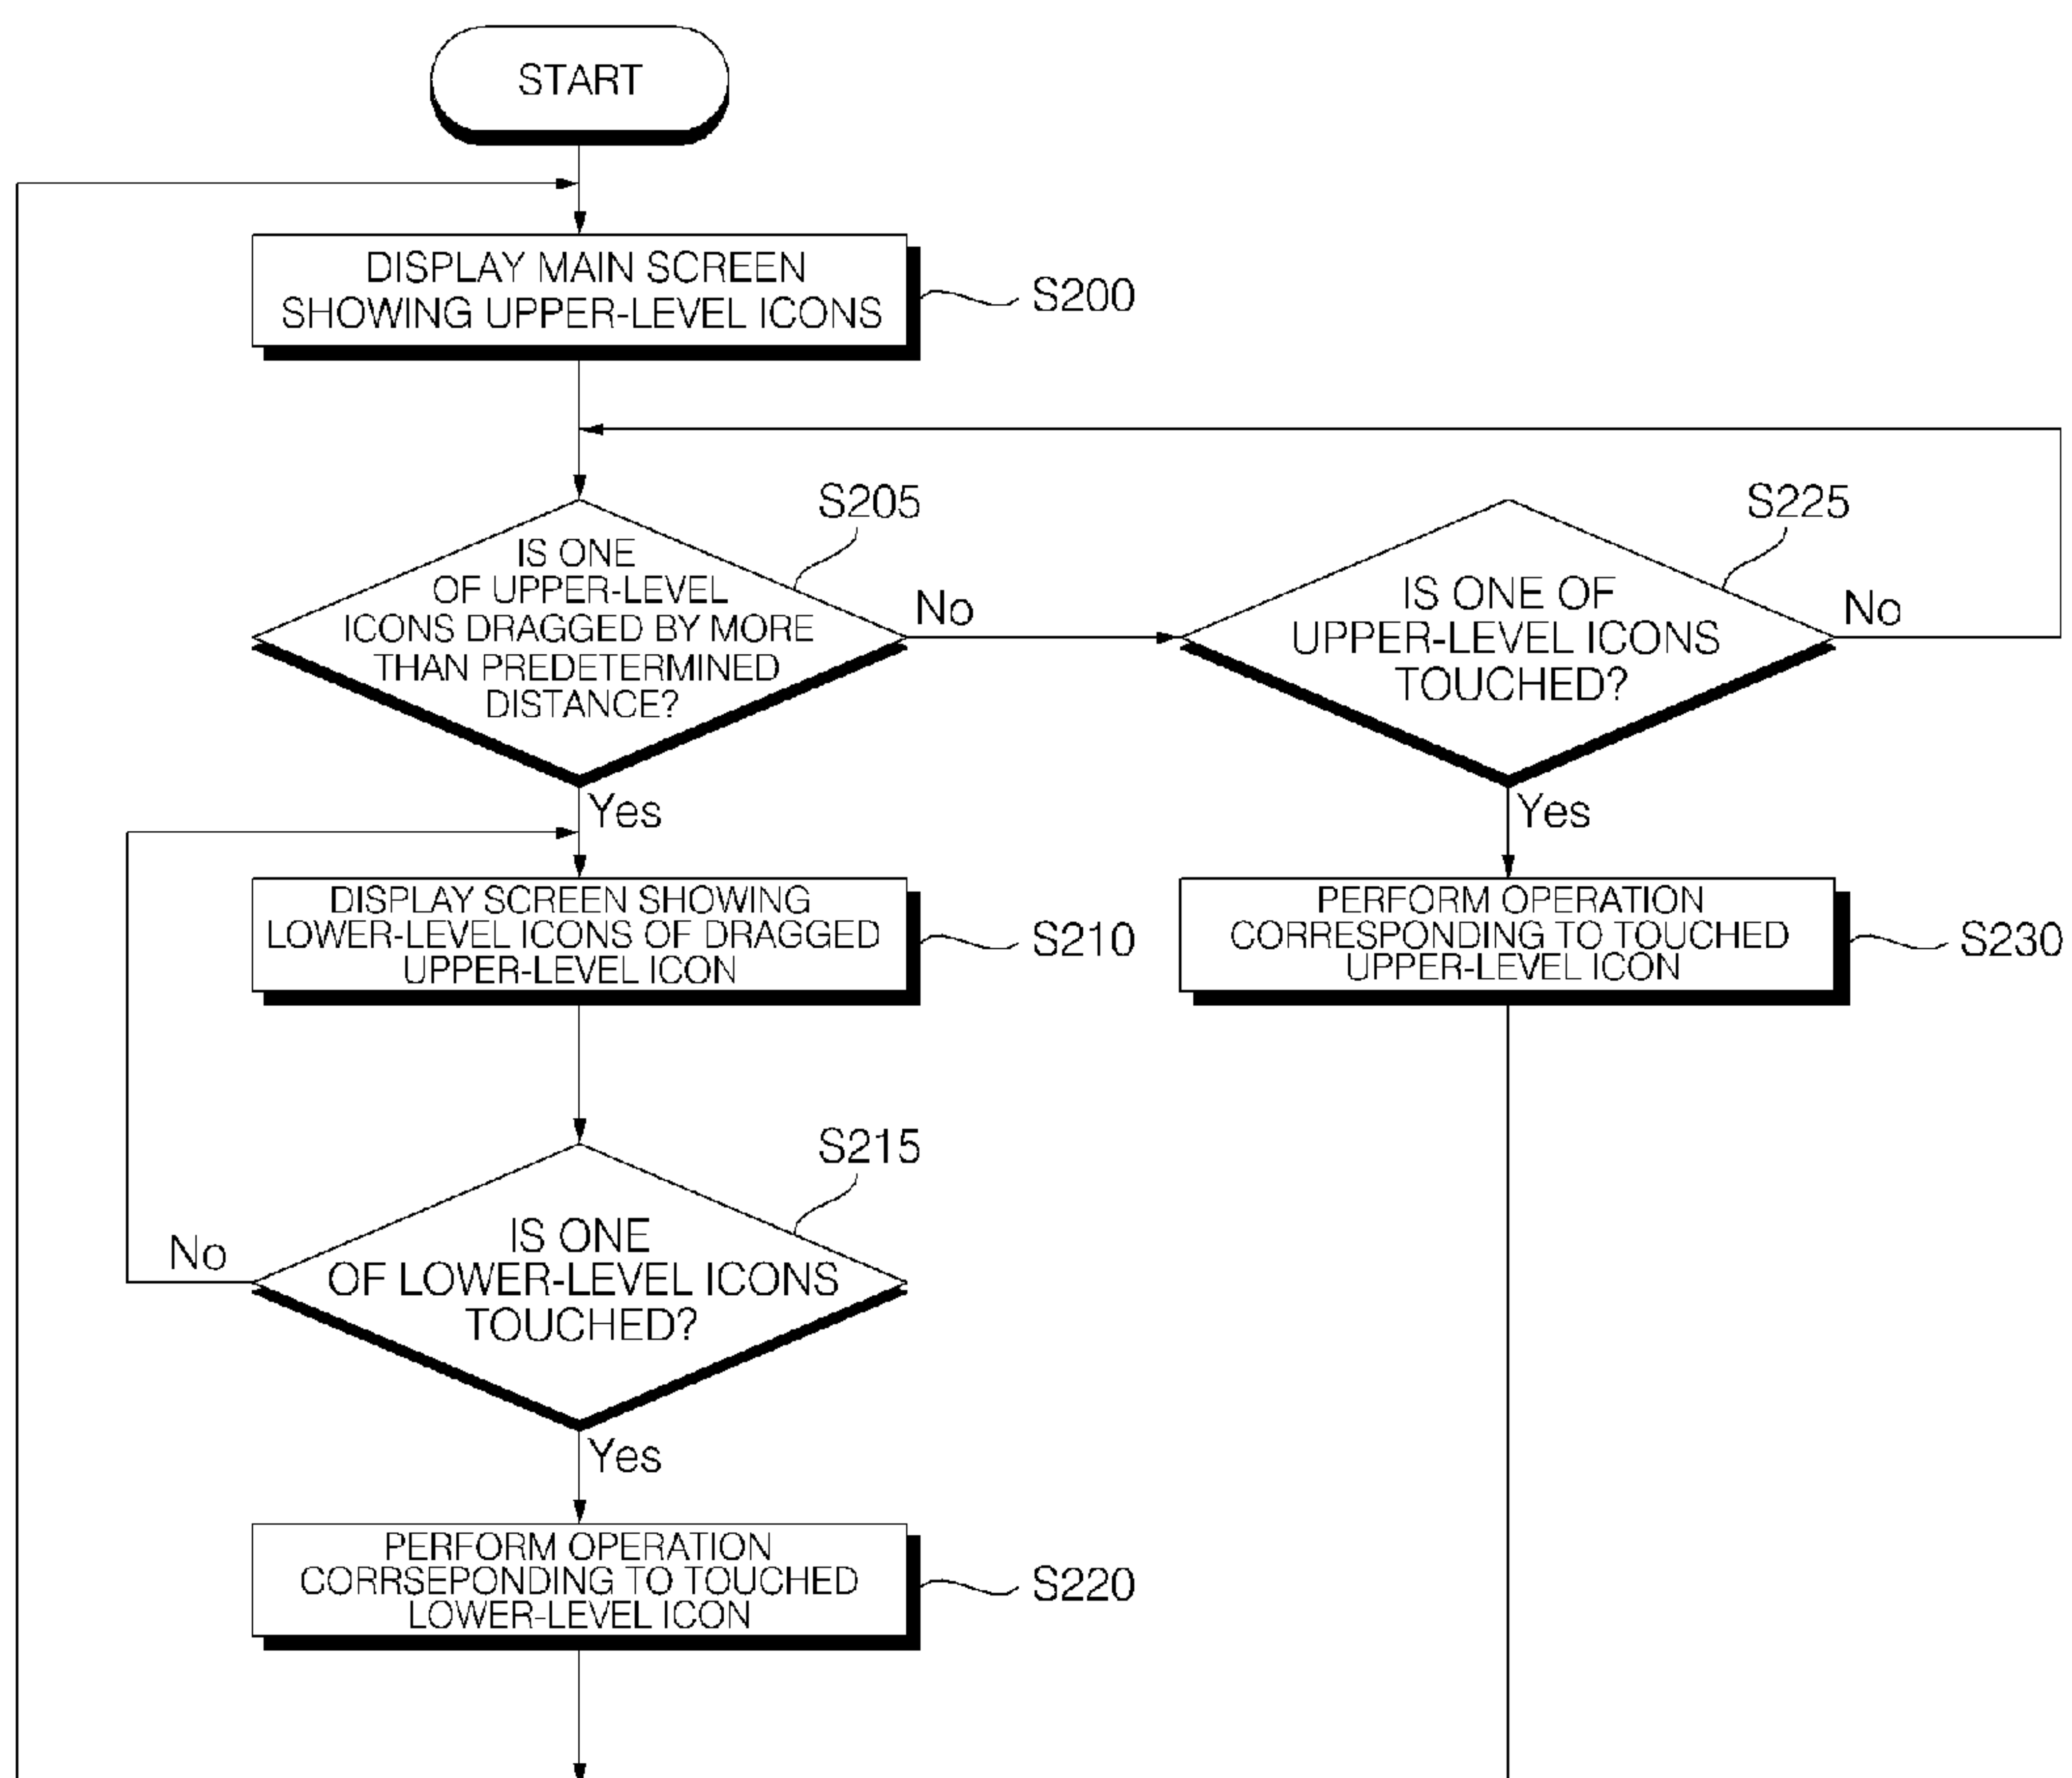 START
DISPLAY MAIN SCREEN
SHOWING UPPER-LEVEL ICONS
S200
S205
IS ONE
OF UPPER-LEVEL
ICONS DRAGGED BY MORE
THAN PREDETERMINED
DISTANCE?
No
Yes
S225
IS ONE OF
UPPER-LEVEL ICONS
TOUCHED?
No
Yes
DISPLAY SCREEN SHOWING
LOWER-LEVEL ICONS OF DRAGGED
UPPER-LEVEL ICON
S210
PERFORM OPERATION
CORRESPONDING TO TOUCHED
UPPER-LEVEL ICON
S230
S215
IS ONE
OF LOWER-LEVEL ICONS
TOUCHED?
No
Yes
PERFORM OPERATION
CORRSEPONDING TO TOUCHED
LOWER-LEVEL ICON
S220